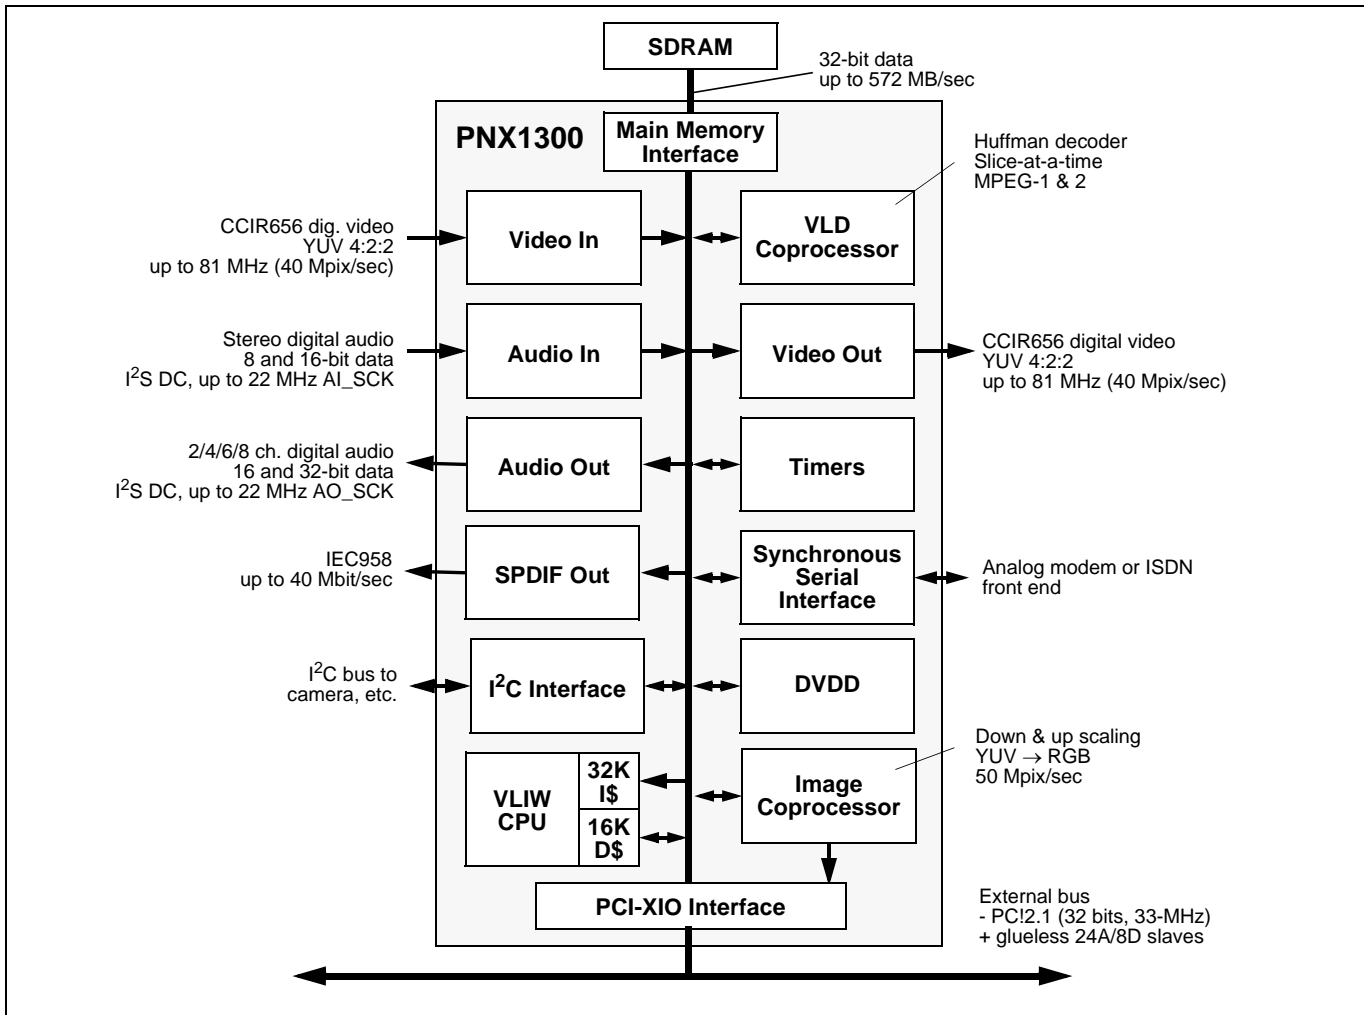 SDRAM
32-bit data
up to 572 MB/sec
PNX1300
Main Memory
Interface
Huffman decoder
Slice-at-a-time
MPEG-1 & 2
CCIR656 dig. video
YUV 4:2:2
up to 81 MHz (40 Mpix/sec)
Video In
VLD
Coprocessor
Stereo digital audio
8 and 16-bit data
I²S DC, up to 22 MHz AI_SCK
Audio In
Video Out
CCIR656 digital video
YUV 4:2:2
up to 81 MHz (40 Mpix/sec)
2/4/6/8 ch. digital audio
16 and 32-bit data
I²S DC, up to 22 MHz AO_SCK
Audio Out
Timers
IEC958
up to 40 Mbit/sec
SPDIF Out
Synchronous
Serial
Interface
Analog modem or ISDN
front end
I²C bus to
camera, etc.
I²C Interface
DVDD
Down & up scaling
YUV → RGB
50 Mpix/sec
VLIW
CPU
32K
I$
16K
D$
Image
Coprocessor
PCI-XIO Interface
External bus
- PC!2.1 (32 bits, 33-MHz)
+ glueless 24A/8D slaves